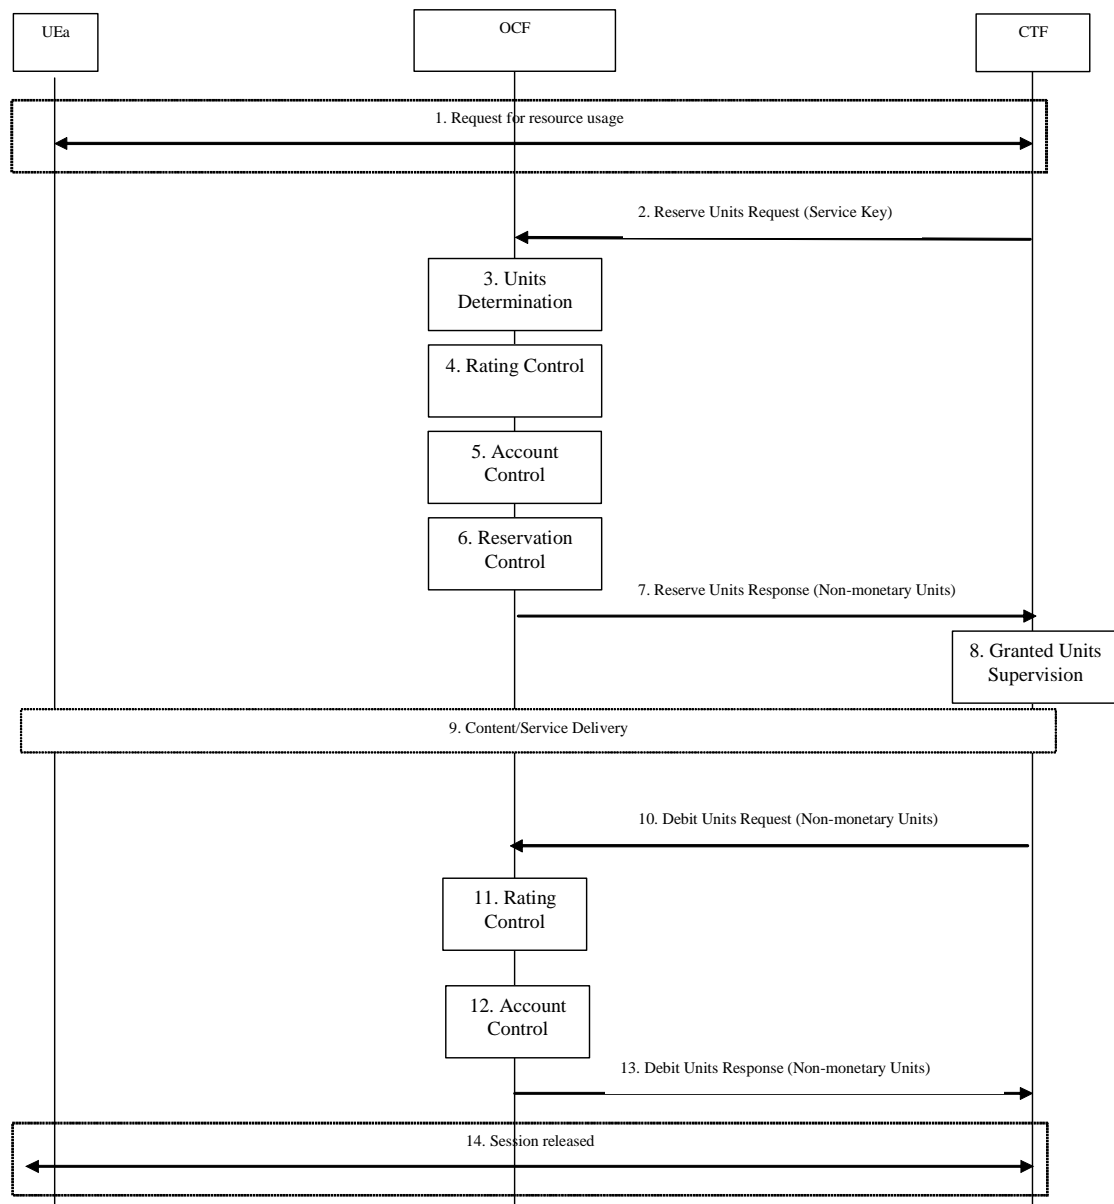 UEa
OCF
CTF
1. Request for resource usage
2. Reserve Units Request (Service Key)
3. Units
Determination
4. Rating Control
5. Account
Control
6. Reservation
Control
7. Reserve Units Response (Non-monetary Units)
8. Granted Units
Supervision
9. Content/Service Delivery
10. Debit Units Request (Non-monetary Units)
11. Rating
Control
12. Account
Control
13. Debit Units Response (Non-monetary Units)
14. Session released